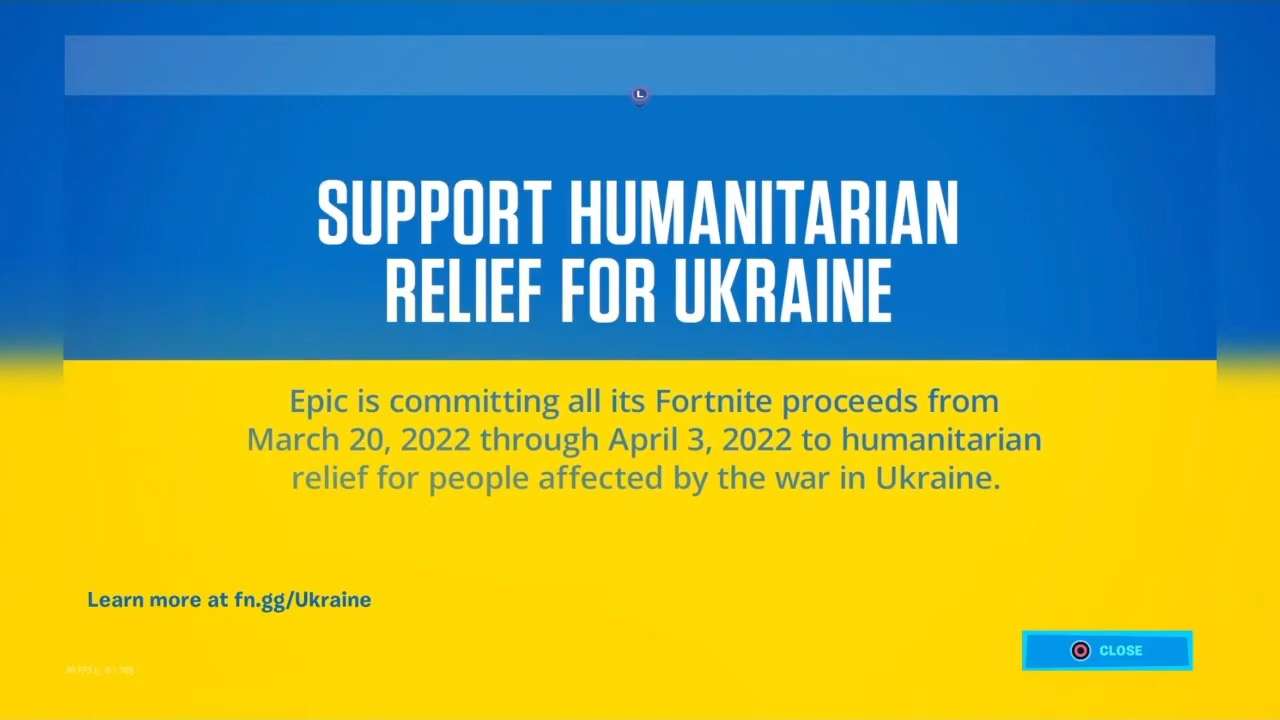 L
SUPPORT HUMANITARIAN
RELIEF FOR UKRAINE
Epic is committing all its Fortnite proceeds from
March 20, 2022 through April 3, 2022 to humanitarian
relief for people affected by the war in Ukraine.
Learn more at fn.gg/Ukraine
CLOSE